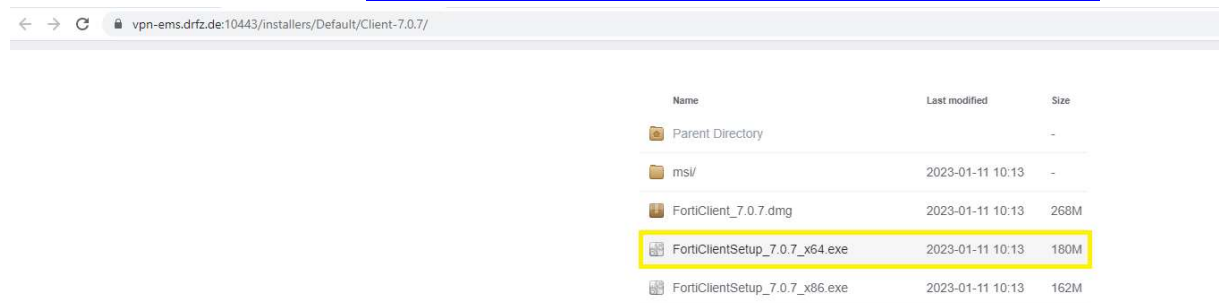 vpn-ems.drfz.de:10443/installers/Default/Client-7.0.7/
Name Last modified Size
Parent Directory -
msi/ 2023-01-11 10:13 -
FortiClient_7.0.7.dmg 2023-01-11 10:13 268M
FortiClientSetup_7.0.7_x64.exe 2023-01-11 10:13 180M
FortiClientSetup_7.0.7_x86.exe 2023-01-11 10:13 162M